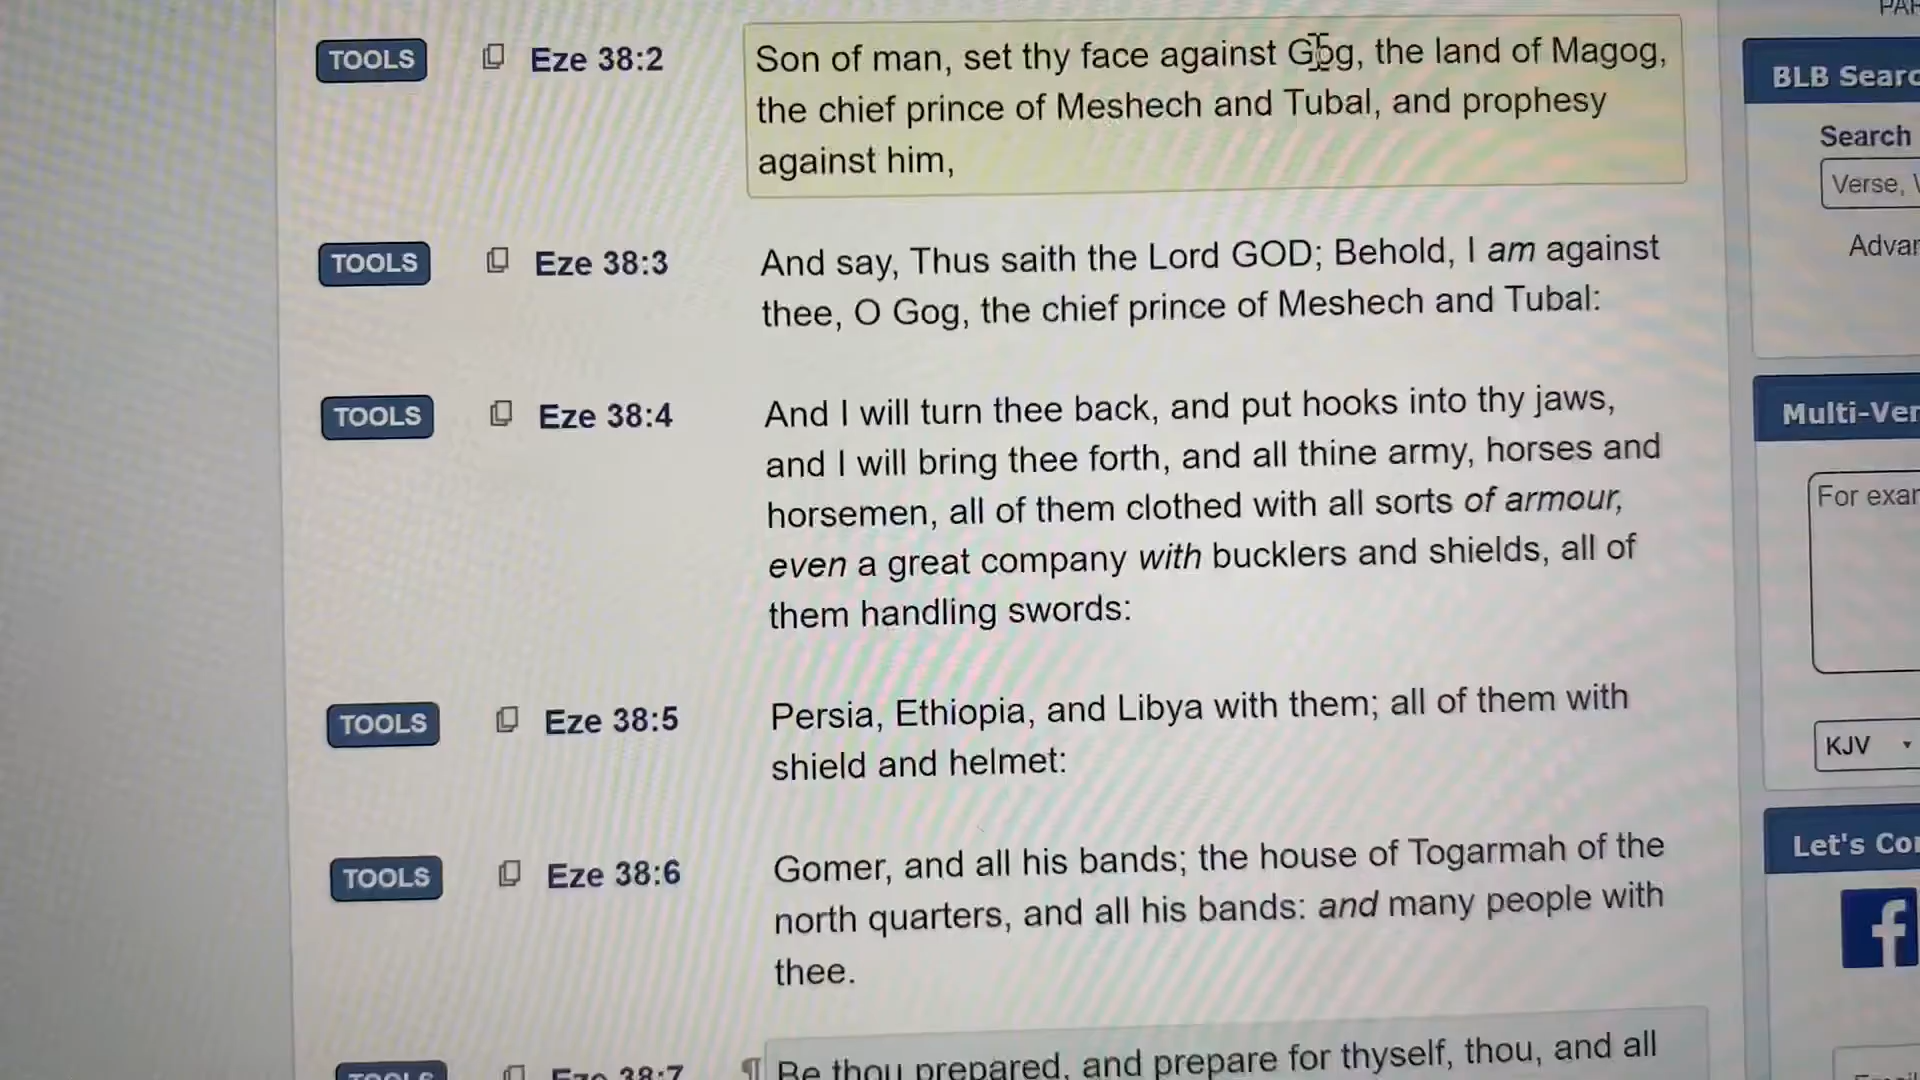 PAR
TOOLS Eze 38:2 Son of man, set thy face against Gog, the land of Magog,
the chief prince of Meshech and Tubal, and prophesy
against him,
BLB Searc
Search
Verse, 
Advan
TOOLS Eze 38:3 And say, Thus saith the Lord GOD; Behold, I am against
thee, O Gog, the chief prince of Meshech and Tubal:
TOOLS Eze 38:4 And I will turn thee back, and put hooks into thy jaws,
and I will bring thee forth, and all thine army, horses and
horsemen, all of them clothed with all sorts of armour,
even a great company with bucklers and shields, all of
them handling swords:
Multi-Ver
For exam
TOOLS Eze 38:5 Persia, Ethiopia, and Libya with them; all of them with
shield and helmet:
KJV
TOOLS Eze 38:6 Gomer, and all his bands; the house of Togarmah of the
north quarters, and all his bands: and many people with
thee.
Let's Con
f
TOOLS Eze 38:7 ¶ Be thou prepared, and prepare for thyself, thou, and all